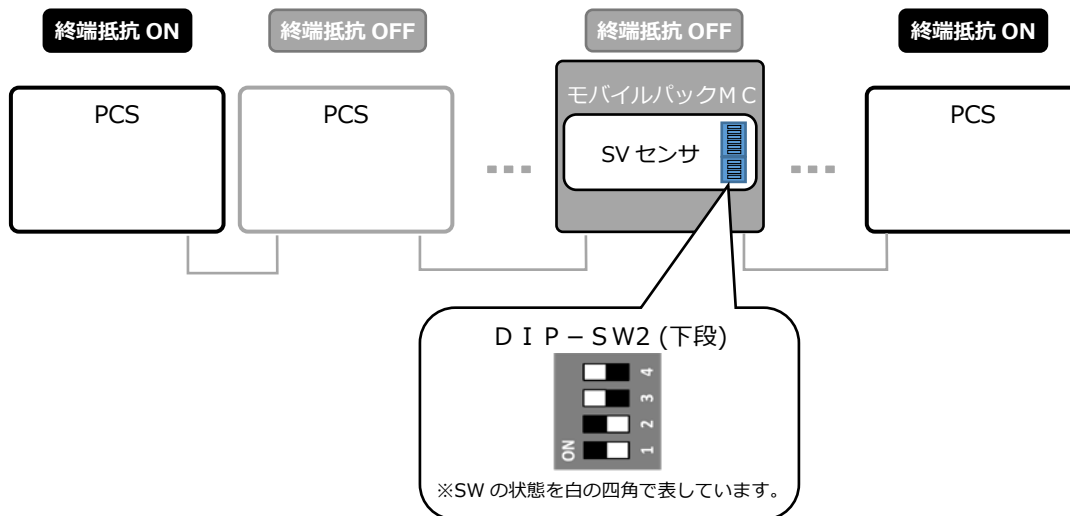 終端抵抗 ON
終端抵抗 OFF
終端抵抗 OFF
終端抵抗 ON
PCS
PCS
モバイルパックＭＣ
SV センサ
PCS
ＤＩＰ－ＳＷ2 (下段)
4
3
2
1
ON
※SW の状態を白の四角で表しています。